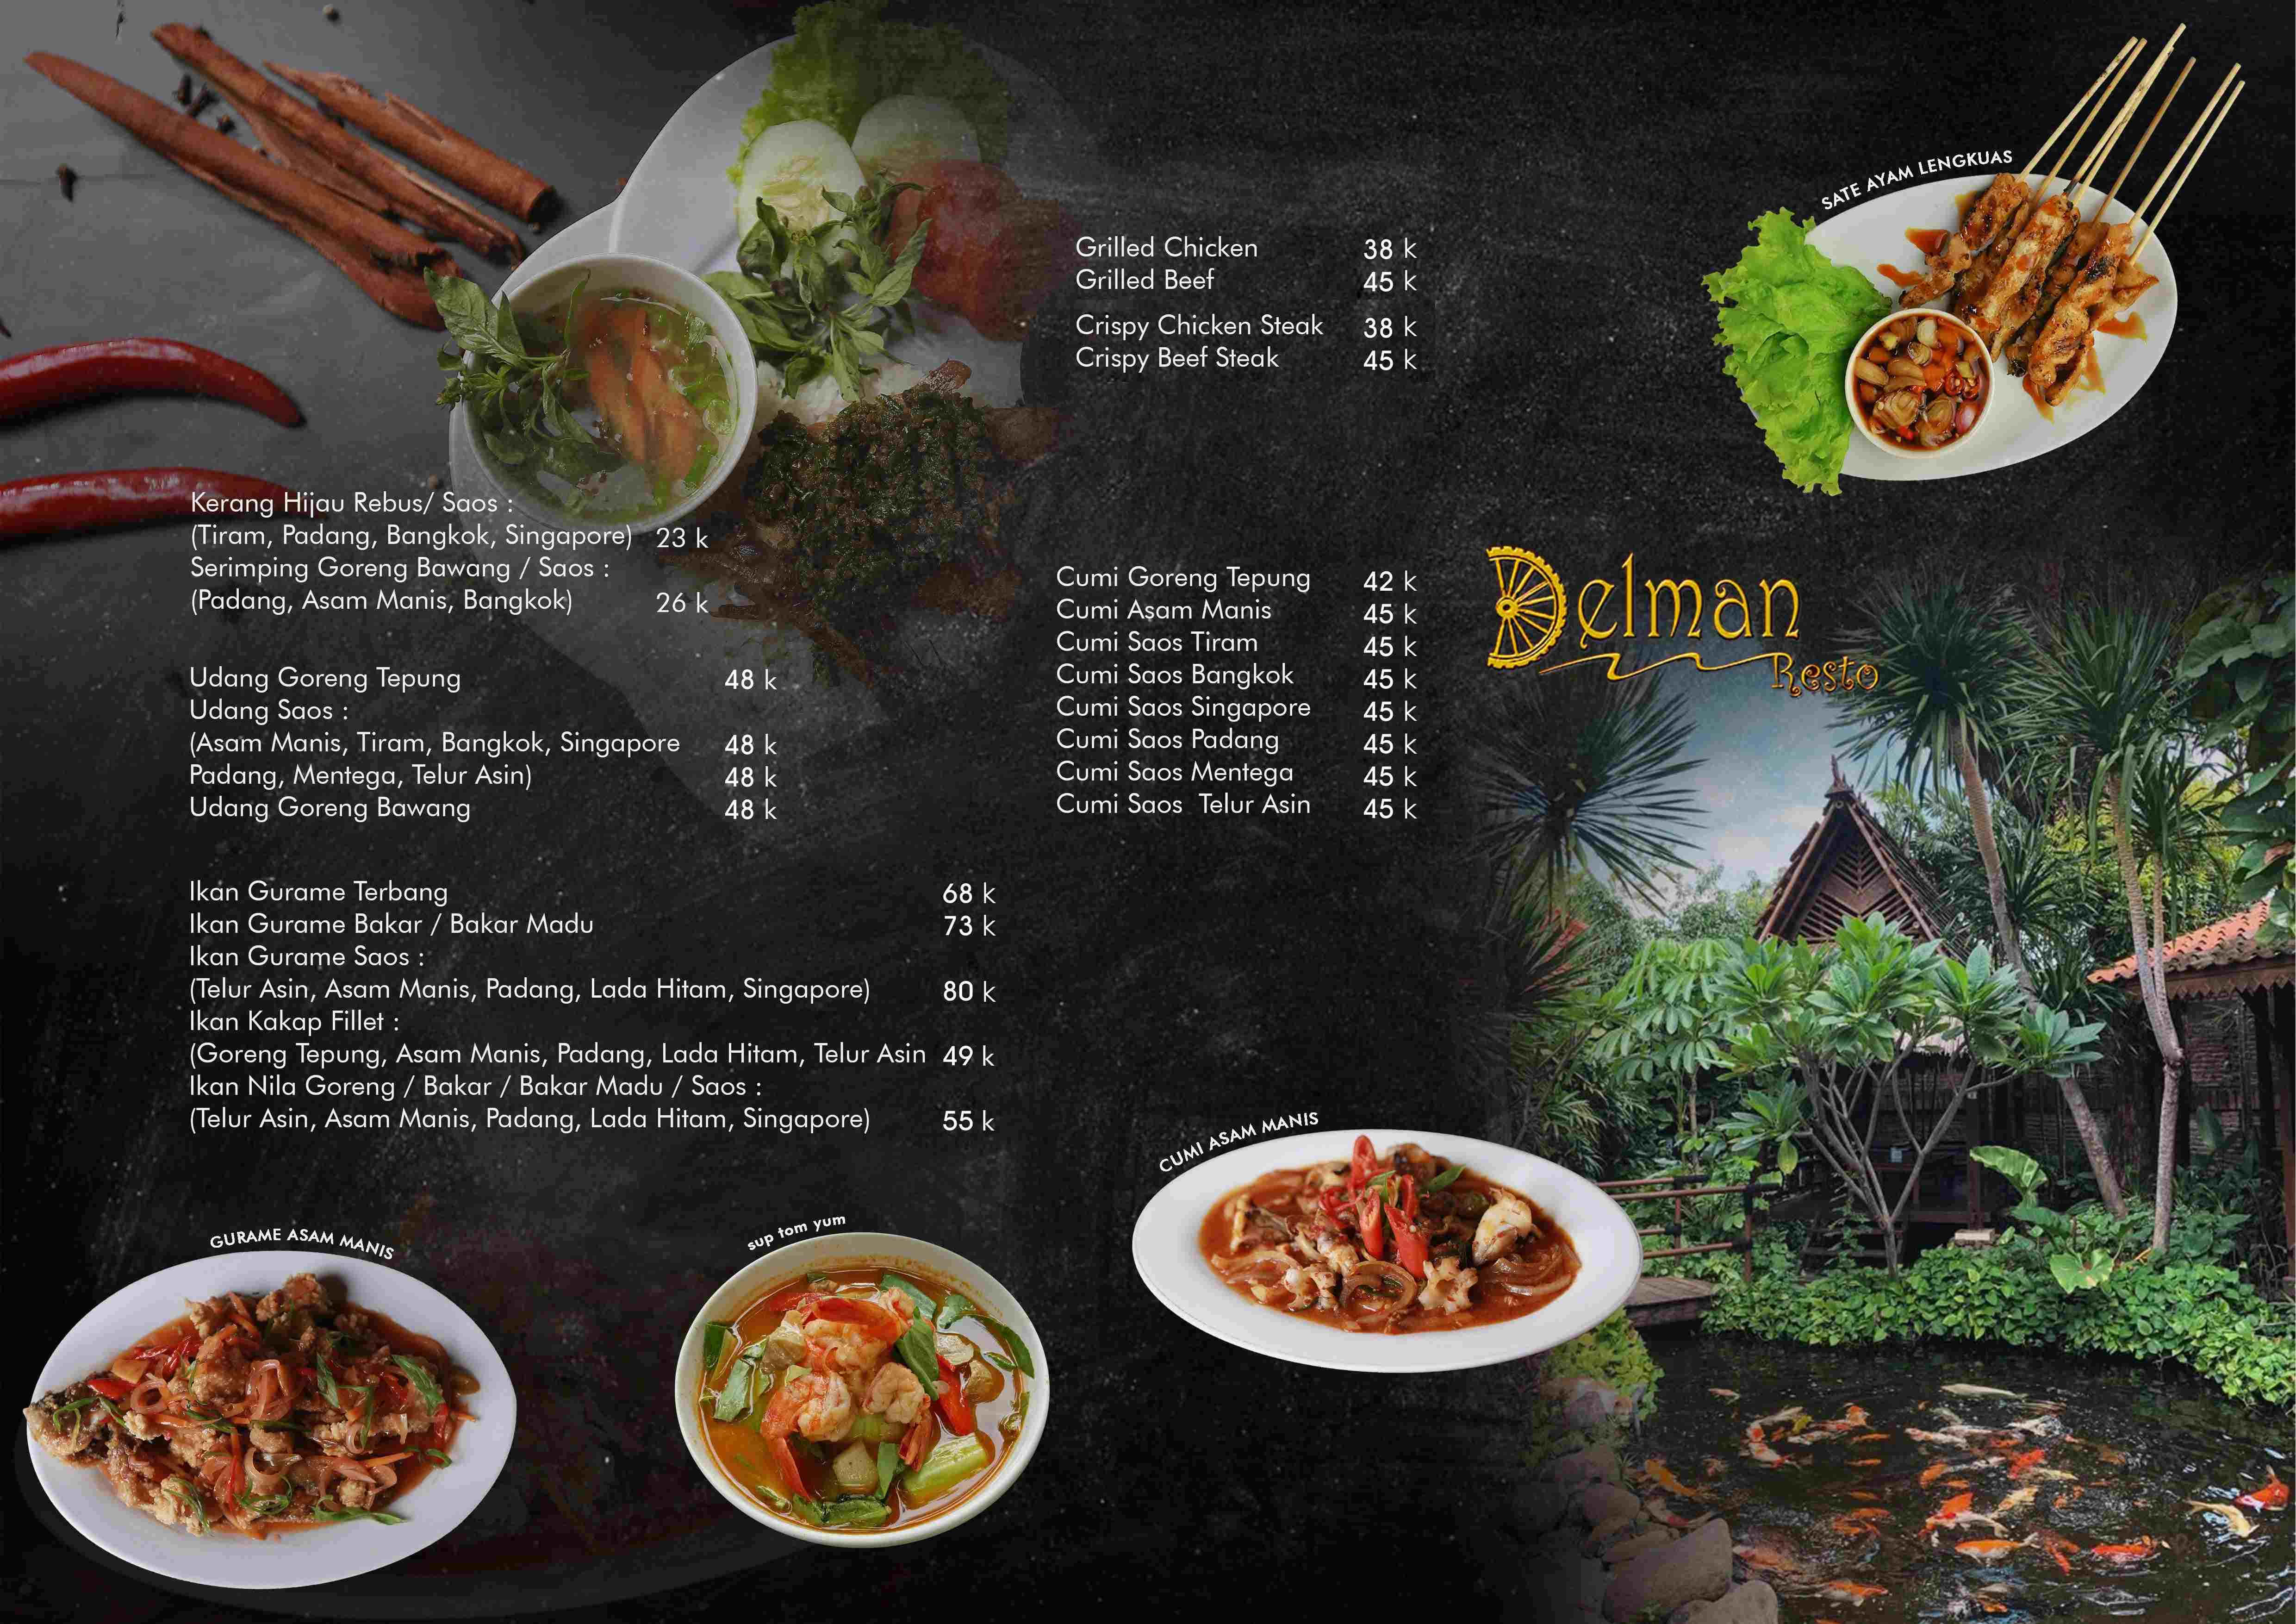 SATE AYAM LENGKUAS
Grilled Chicken 38 k
Grilled Beef 45 k
Crispy Chicken Steak 38 k
Crispy Beef Steak 45 k
Kerang Hijau Rebus/ Saos :
(Tiram, Padang, Bangkok, Singapore) 23 k
Serimping Goreng Bawang / Saos :
(Padang, Asam Manis, Bangkok) 26 k
Udang Goreng Tepung 48 k
Udang Saos :
(Asam Manis, Tiram, Bangkok, Singapore 48 k
Padang, Mentega, Telur Asin) 48 k
Udang Goreng Bawang 48 k
Ikan Gurame Terbang 68 k
Ikan Gurame Bakar / Bakar Madu 73 k
Ikan Gurame Saos :
(Telur Asin, Asam Manis, Padang, Lada Hitam, Singapore) 80 k
Ikan Kakap Fillet :
(Goreng Tepung, Asam Manis, Padang, Lada Hitam, Telur Asin 49 k
Ikan Nila Goreng / Bakar / Bakar Madu / Saos :
(Telur Asin, Asam Manis, Padang, Lada Hitam, Singapore) 55 k
Cumi Goreng Tepung 42 k
Cumi Asam Manis 45 k
Cumi Saos Tiram 45 k
Cumi Saos Bangkok 45 k
Cumi Saos Singapore 45 k
Cumi Saos Padang 45 k
Cumi Saos Mentega 45 k
Cumi Saos Telur Asin 45 k
Delman
Resto
CUMI ASAM MANIS
GURAME ASAM MANIS
sup tom yum